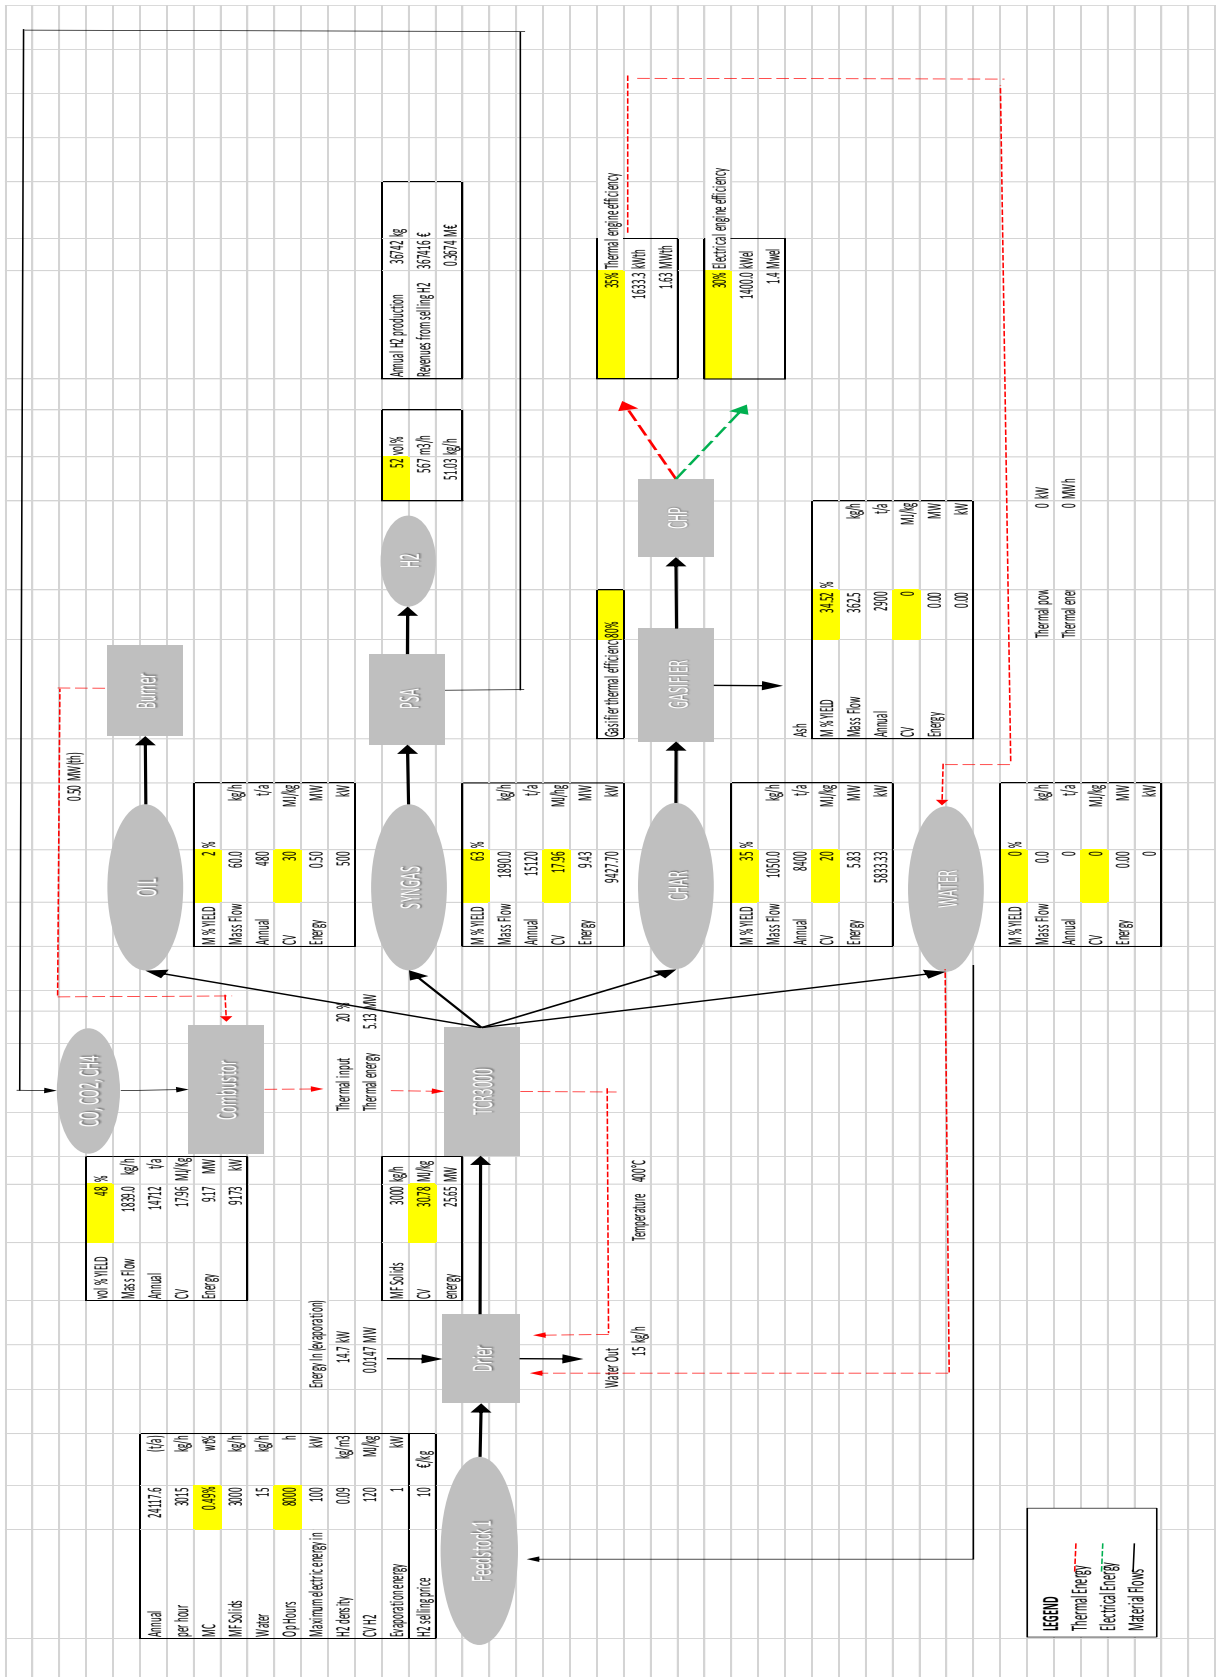 Annual 24117.6 (t/a)
per hour 3015 kg/h
MC 0.49% wt%
MF Solids 3000 kg/h
Water 15 kg/h
Op Hours 8000 h
Maximum electric energy in 100 kW
H2 density 0.09 kg/m3
CV H2 120 MJ/kg
Evaporation energy 1 kW
H2 selling price 10 €/kg
Feedstock 1
LEGEND
Thermal Energy
Electrical Energy
Material Flows
Energy In (evaporation)
14.7 kW
0.0147 MW
Drier
Water Out
15 kg/h
Temperature 400°C
vol % YIELD 48 %
Mass Flow 1839.0 kg/h
Annual 14712 t/a
CV 17.96 MJ/Kg
Energy 9.17 MW
9173 kW
MF Solids 3000 kg/h
CV 30.78 MJ/kg
energy 25.65 MW
CO, CO2, CH4
Combustor
Thermal input 20 %
Thermal energy 5.13 MW
TCR3000
OIL
M % YIELD 2 %
Mass Flow 60.0 kg/h
Annual 480 t/a
CV 30 MJ/kg
Energy 0.50 MW
500 kW
SYNGAS
M % YIELD 63 %
Mass Flow 1890.0 kg/h
Annual 15120 t/a
CV 17.96 MJ/hg
Energy 9.43 MW
9427.70 kW
CHAR
M % YIELD 35 %
Mass Flow 1050.0 kg/h
Annual 8400 t/a
CV 20 MJ/kg
Energy 5.83 MW
5833.33 kW
WATER
M % YIELD 0 %
Mass Flow 0.0 kg/h
Annual 0 t/a
CV 0 MJ/kg
Energy 0.00 MW
0 kW
0.50 MW(th)
Burner
PSA
H2
Gasifier thermal efficienc 80%
GASIFIER
CHP
Ash
M % YIELD 34.52 %
Mass Flow 362.5 kg/h
Annual 2900 t/a
CV 0 MJ/kg
Energy 0.00 MW
0.00 kW
Thermal pow 0 kW
Thermal ener 0 MWh
52 vol%
567 m3/h
51.03 kg/h
Annual H2 production 36742 kg
Revenues from selling H2 367416 €
0.3674 M€
35% Thermal engine efficiency
1633.3 kWth
1.63 MWth
30% Electrical engine efficiency
1400.0 kWel
1.4 Mwel